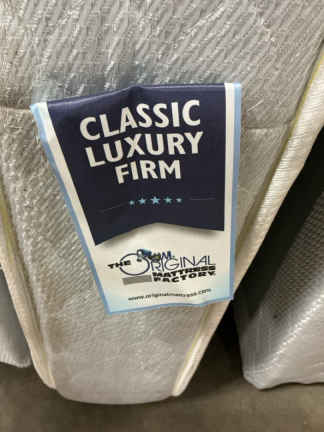 CLASSIC
LUXURY
FIRM
THE ORIGINAL
MATTRESS
FACTORY
www.originalmattress.com